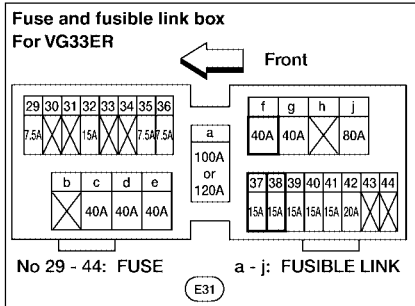 Fuse and fusible link box
For VG33ER
Front
29 30 31 32 33 34 35 36
7.5A 15A 7.5A 7.5A
a
100A
or
120A
f g h j
40A 40A 80A
b c d e
40A 40A 40A
37 38 39 40 41 42 43 44
15A 15A 15A 15A 15A 20A
No 29 - 44: FUSE
a - j: FUSIBLE LINK
E31